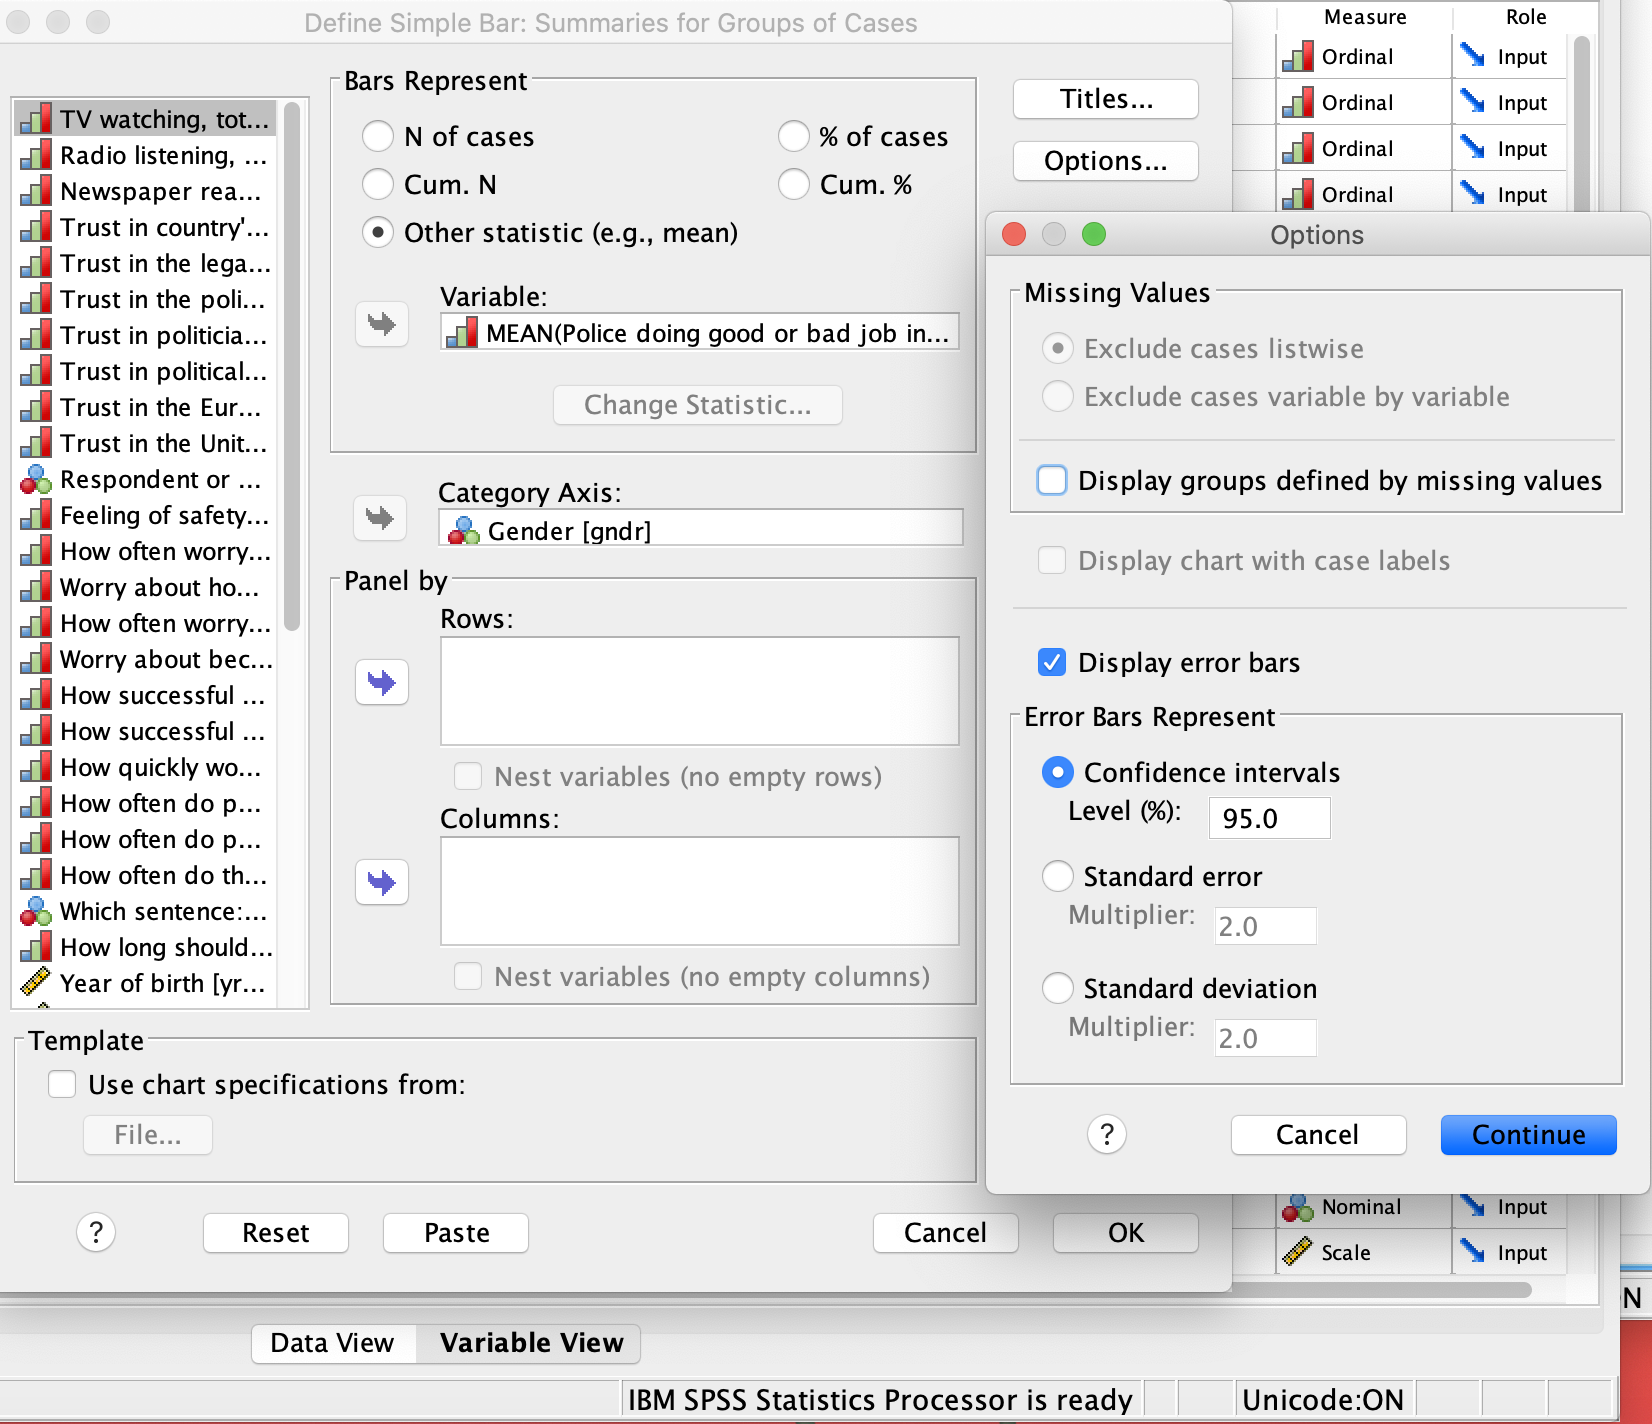 Define Simple Bar: Summaries for Groups of Cases
Measure Role
Ordinal Input
Ordinal Input
Ordinal Input
Ordinal Input
TV watching, tot...
Radio listening, ...
Newspaper rea...
Trust in country'...
Trust in the lega...
Trust in the poli...
Trust in politicia...
Trust in political...
Trust in the Eur...
Trust in the Unit...
Respondent or ...
Feeling of safety...
How often worry...
Worry about ho...
How often worry...
Worry about bec...
How successful ...
How successful ...
How quickly wo...
How often do p...
How often do p...
How often do th...
Which sentence:...
How long should...
Year of birth [yr...
Bars Represent
N of cases % of cases
Cum. N Cum. %
Other statistic (e.g., mean)
Variable:
MEAN(Police doing good or bad job in...
Change Statistic...
Category Axis:
Gender [gndr]
Panel by
Rows:
Nest variables (no empty rows)
Columns:
Nest variables (no empty columns)
Titles...
Options...
Template
Use chart specifications from:
File...
? Reset Paste Cancel OK
Options
Missing Values
Exclude cases listwise
Exclude cases variable by variable
Display groups defined by missing values
Display chart with case labels
Display error bars
Error Bars Represent
Confidence intervals
Level (%): 95.0
Standard error
Multiplier: 2.0
Standard deviation
Multiplier: 2.0
? Cancel Continue
Nominal Input
Scale Input
Data View Variable View
IBM SPSS Statistics Processor is ready Unicode:ON